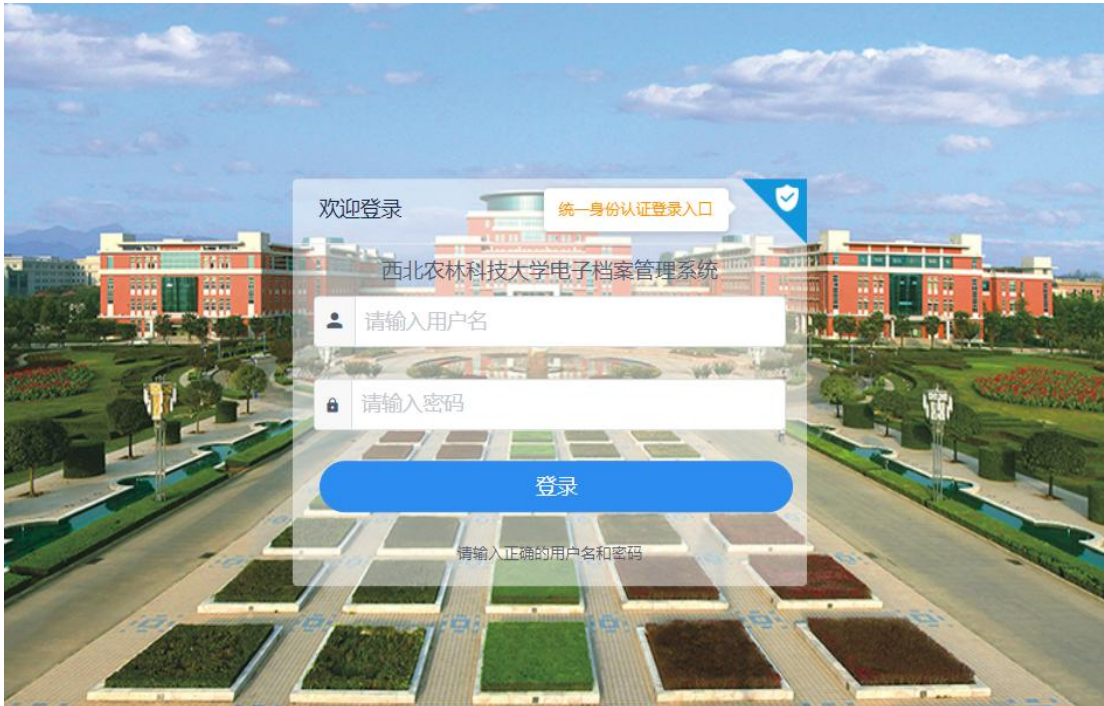 欢迎登录
统一身份认证登录入口
西北农林科技大学电子档案管理系统
请输入用户名
请输入密码
登录
请输入正确的用户名和密码